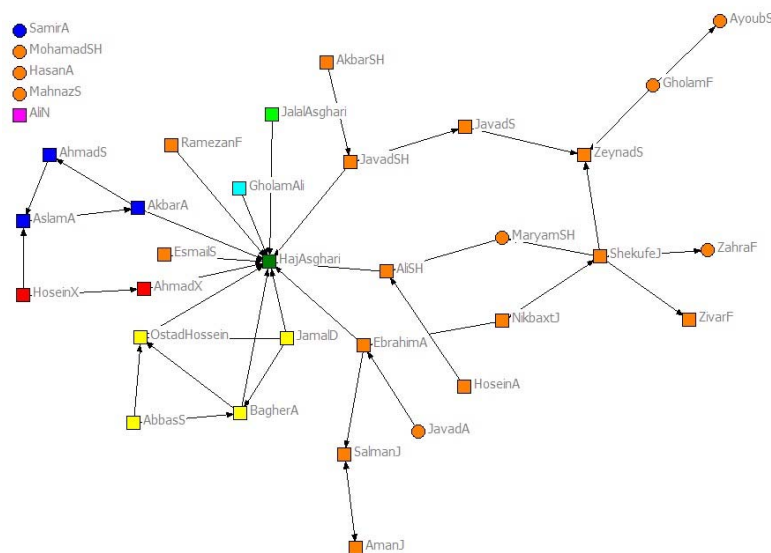 SamirA
MohamadSH
HasanA
MahnazS
AliN
AyoubS
GholamF
AkbarSH
JalalAsghari
JavadS
RamezanF
AhmadS
JavadSH
ZeynadS
GholamAli
AkbarA
AslamA
MaryamSH
EsmailS
HajAsghari
AliSH
ShekufeJ
ZahraF
HoseinX
AhmadX
OstadHossein
JamalD
EbrahimA
NikbaxtJ
ZivarF
HoseinA
AbbasS
BagherA
JavadA
SalmanJ
AmanJ